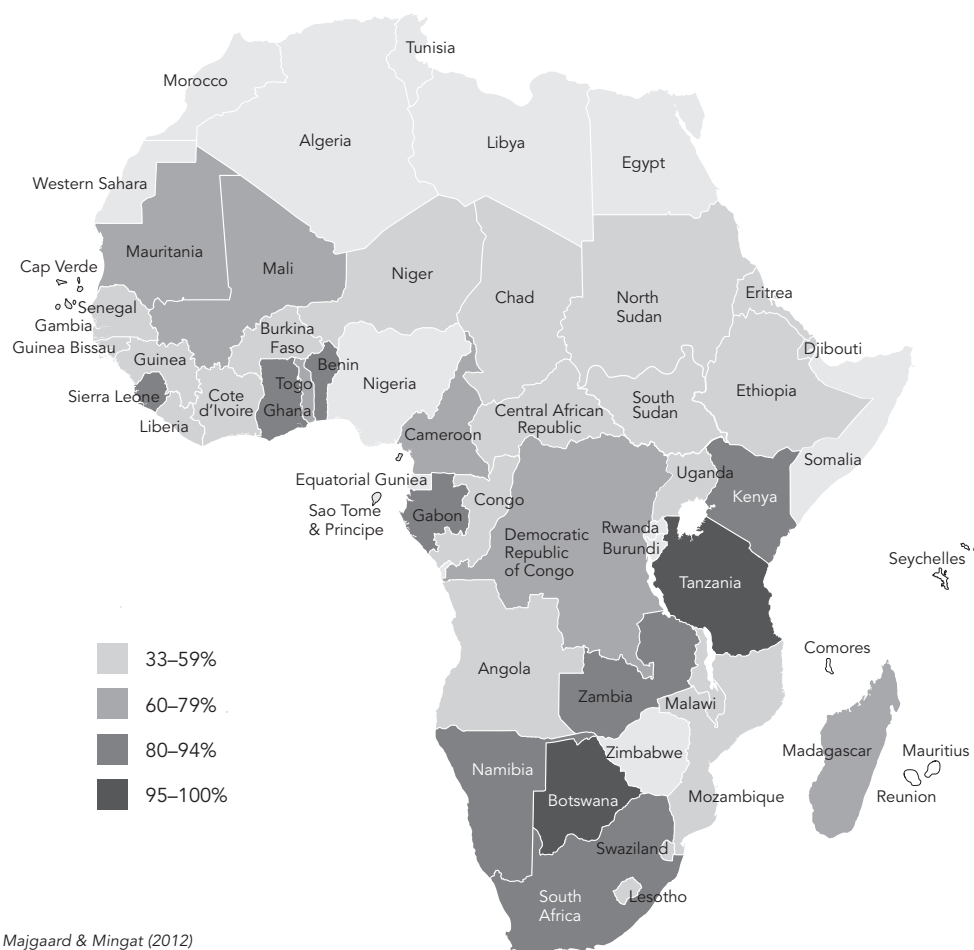 Tunisia
Morocco
Algeria
Libya
Egypt
Western Sahara
Mauritania
Mali
Niger
Chad
North
Sudan
Eritrea
Cap Verde
Senegal
Gambia
Guinea Bissau
Guinea
Burkina
Faso
Benin
Togo
Ghana
Nigeria
Djibouti
Ethiopia
Sierra Leone
Cote
d'Ivoire
Liberia
Central African
Republic
South
Sudan
Cameroon
Somalia
Uganda
Kenya
Equatorial Guniea
Sao Tome
& Principe
Gabon
Congo
Democratic
Republic
of Congo
Rwanda
Burundi
Tanzania
Seychelles
Comores
Angola
Zambia
Malawi
33–59%
60–79%
80–94%
95–100%
Zimbabwe
Madagascar
Mauritius
Reunion
Namibia
Botswana
Mozambique
Swaziland
South
Africa
Lesotho
Majgaard & Mingat (2012)